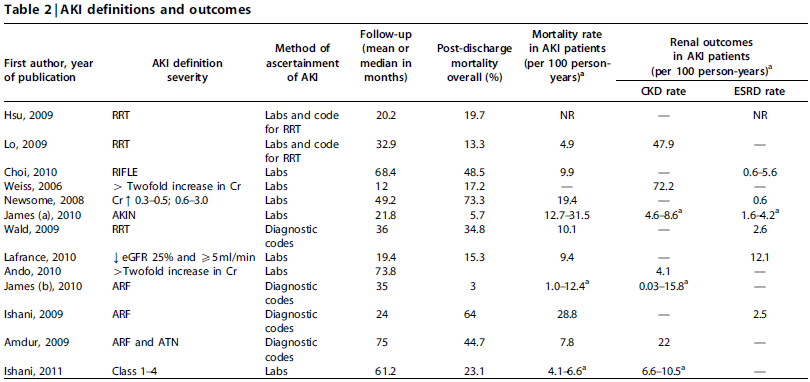 Table 2 | AKI definitions and outcomes
First author, year of publication AKI definition severity Method of ascertainment of AKI Follow-up (mean or median in months) Post-discharge mortality overall (%) Mortality rate in AKI patients (per 100 person-years)a Renal outcomes in AKI patients (per 100 person-years)a
CKD rate ESRD rate
Hsu, 2009 RRT Labs and code for RRT 20.2 19.7 NR — NR
Lo, 2009 RRT Labs and code for RRT 32.9 13.3 4.9 47.9 —
Choi, 2010 RIFLE Labs 68.4 48.5 9.9 — 0.6-5.6
Weiss, 2006 > Twofold increase in Cr Labs 12 17.2 — 72.2 —
Newsome, 2008 Cr↑ 0.3–0.5; 0.6–3.0 Labs 49.2 73.3 19.4 — 0.6
James (a), 2010 AKIN Labs 21.8 5.7 12.7–31.5 4.6–8.6a 1.6-4.2a
Wald, 2009 RRT Diagnostic codes 36 34.8 10.1 — 2.6
Lafrance, 2010 ↓eGFR 25% and ⩾5 ml/min Labs 19.4 15.3 9.4 — 12.1
Ando, 2010 >Twofold increase in Cr Labs 73.8 4.1 —
James (b), 2010 ARF Diagnostic codes 35 3 1.0–12.4a 0.03–15.8a —
Ishani, 2009 ARF Diagnostic codes 24 64 28.8 — 2.5
Amdur, 2009 ARF and ATN Diagnostic codes 75 44.7 7.8 22 —
Ishani, 2011 Class 1–4 Labs 61.2 23.1 4.1-6.6a 6.6–10.5a —